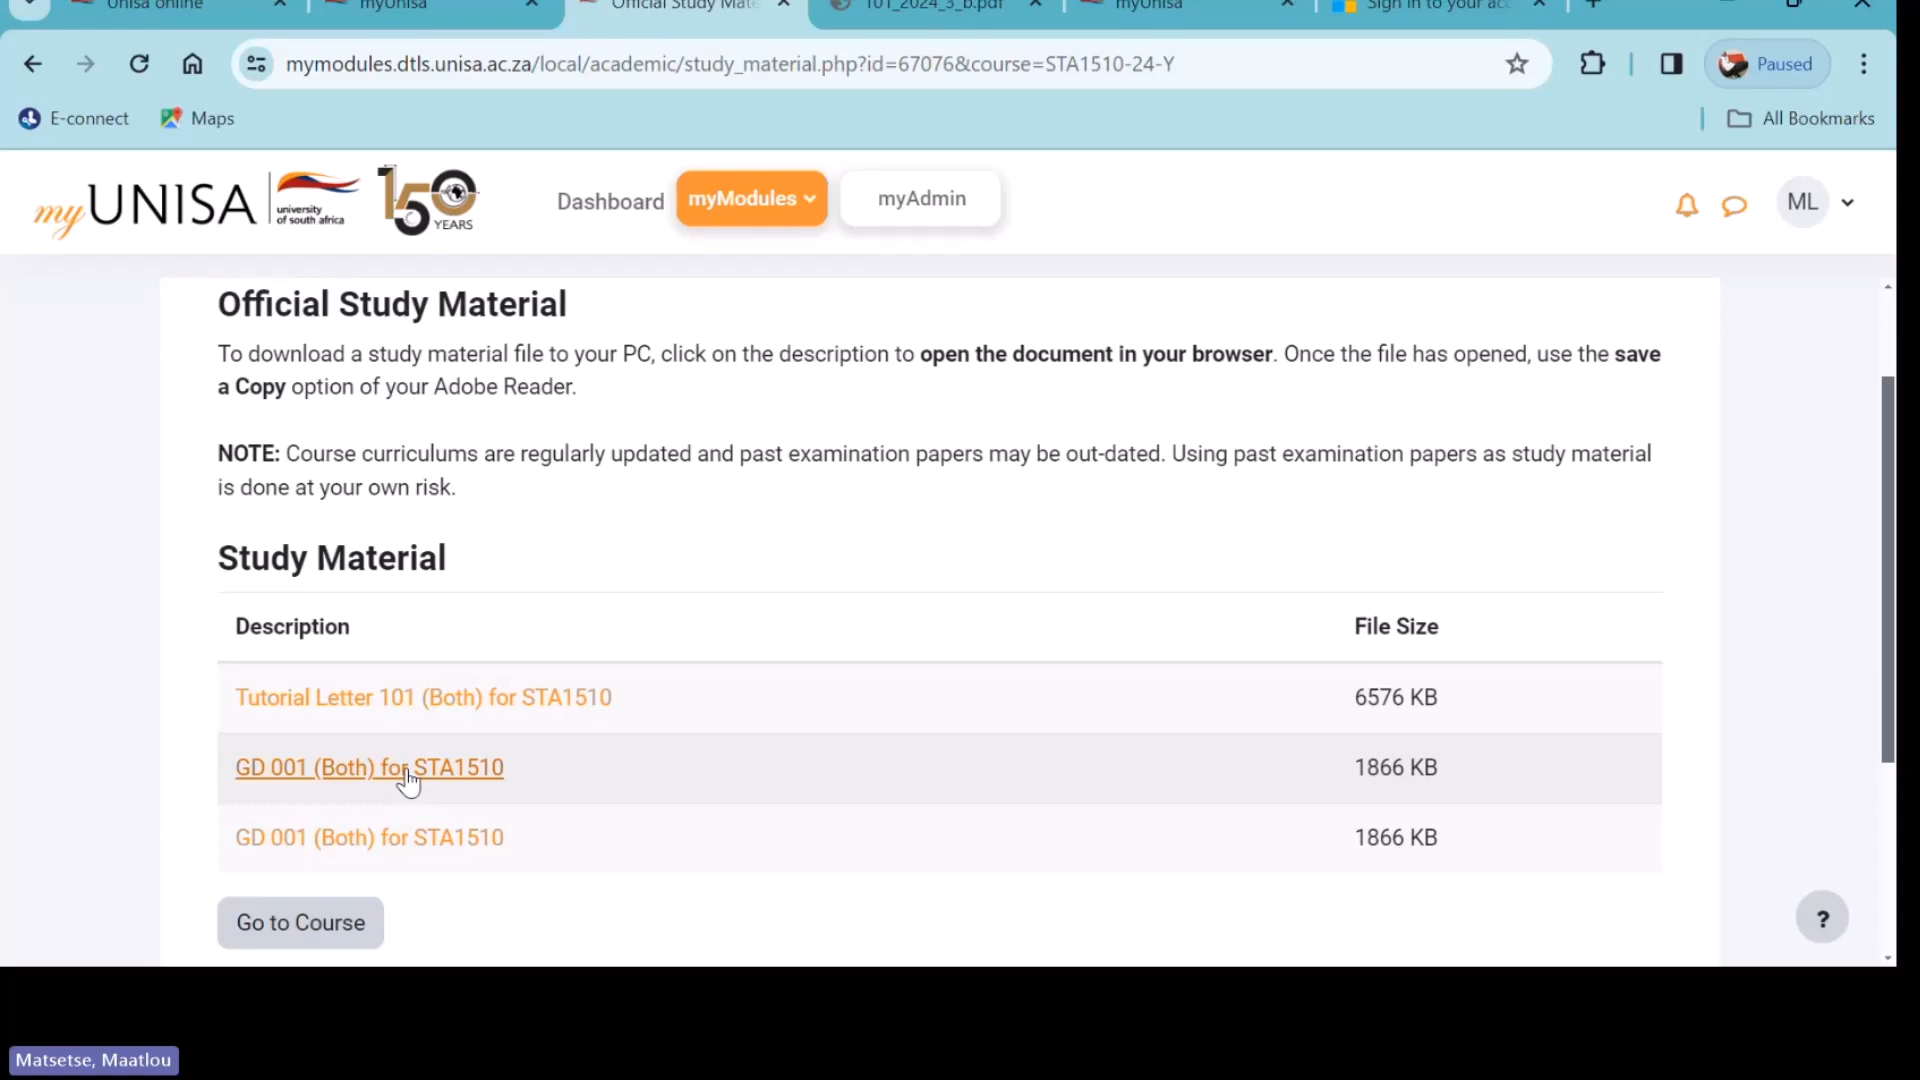 Unisa online
myUnisa
Official Study Mate
101_2024_3_b.pdf
myUnisa
Sign in to your acc
mymodules.dtls.unisa.ac.za/local/academic/study_material.php?id=67076&course=STA1510-24-Y
Paused
E-connect
Maps
All Bookmarks
myUNISA
university
of south africa
150
YEARS
Dashboard
myModules
myAdmin
ML
Official Study Material
To download a study material file to your PC, click on the description to open the document in your browser. Once the file has opened, use the save
a Copy option of your Adobe Reader.
NOTE: Course curriculums are regularly updated and past examination papers may be out-dated. Using past examination papers as study material
is done at your own risk.
Study Material
Description
File Size
Tutorial Letter 101 (Both) for STA1510
6576 KB
GD 001 (Both) for STA1510
1866 KB
GD 001 (Both) for STA1510
1866 KB
Go to Course
?
Matsetse, Maatlou